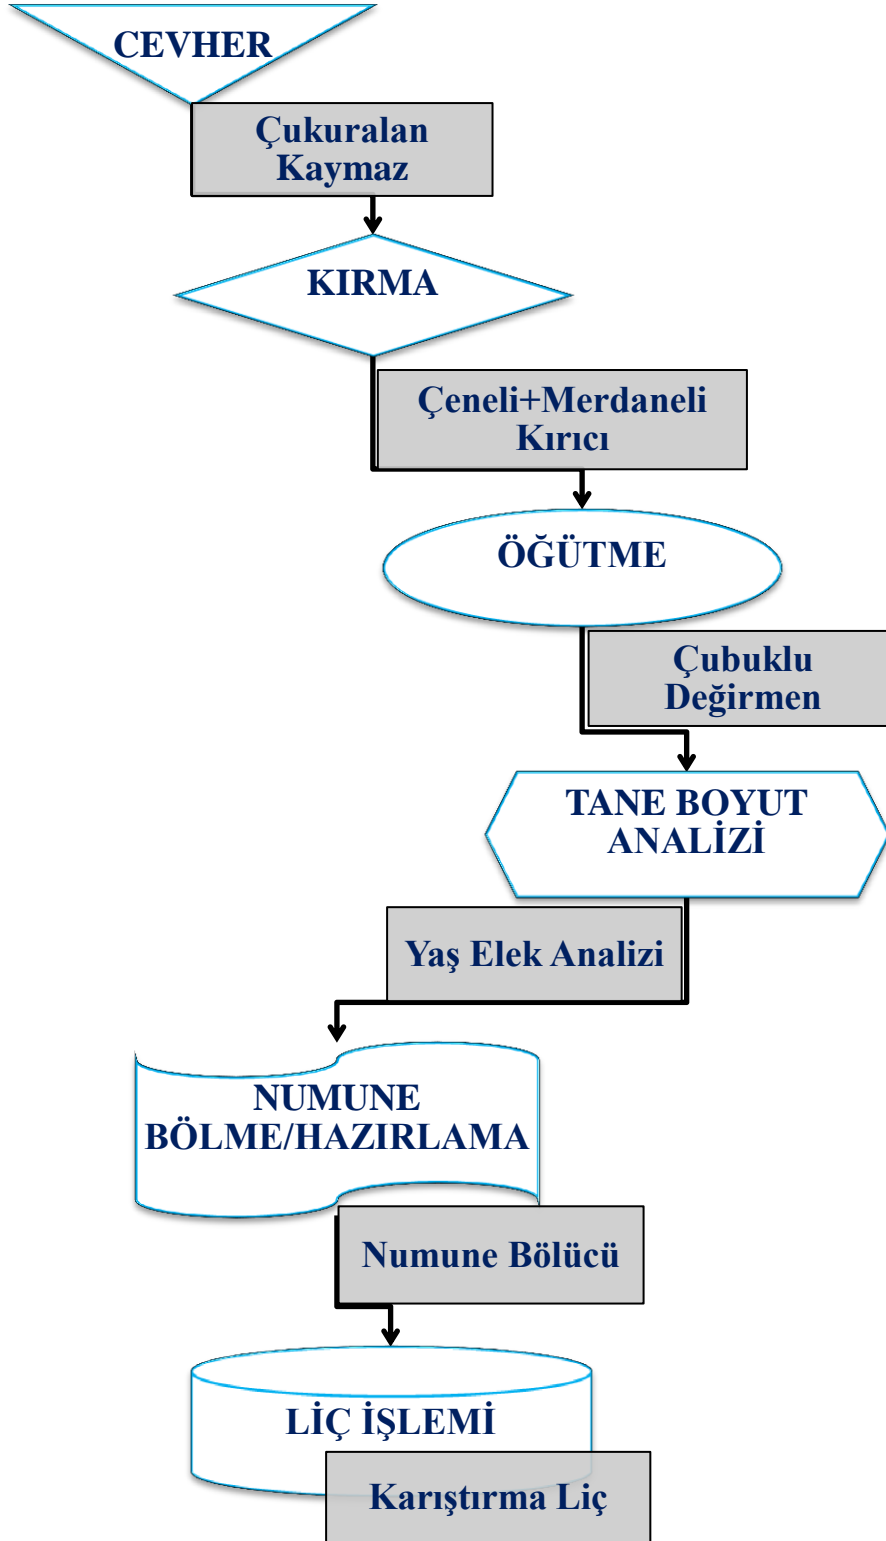 CEVHER
Çukuralan
Kaymaz
KIRMA
Çeneli+Merdaneli
Kırıcı
ÖĞÜTME
Çubuklu
Değirmen
TANE BOYUT
ANALİZİ
Yaş Elek Analizi
NUMUNE
BÖLME/HAZIRLAMA
Numune Bölücü
LİÇ İŞLEMİ
Karıştırma Liç